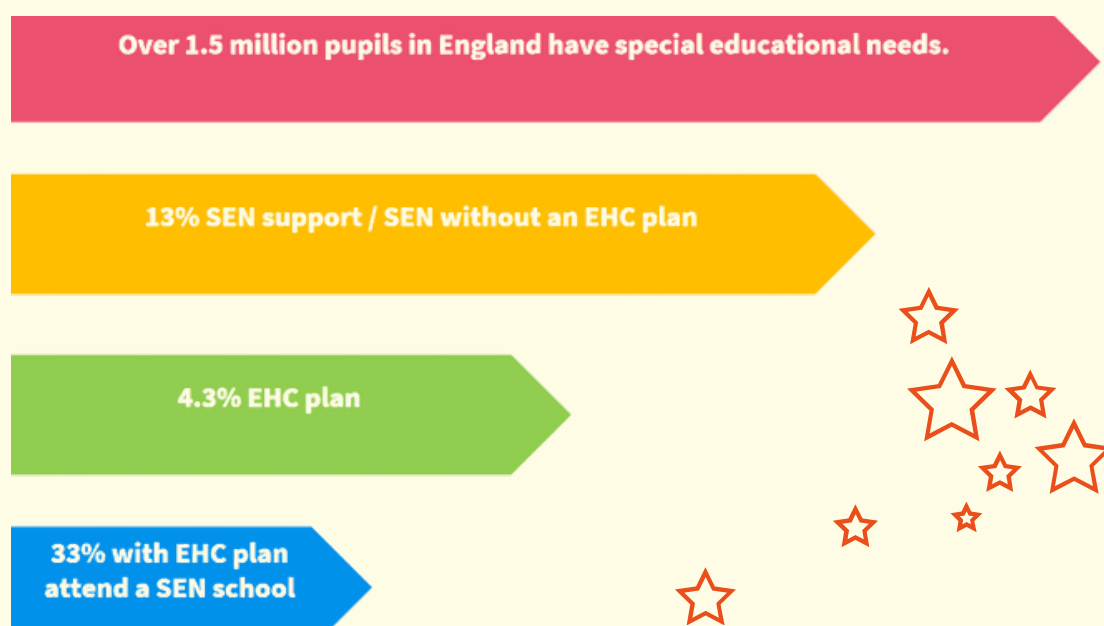 Over 1.5 million pupils in England have special educational needs.
13% SEN support / SEN without an EHC plan
4.3% EHC plan
33% with EHC plan
attend a SEN school